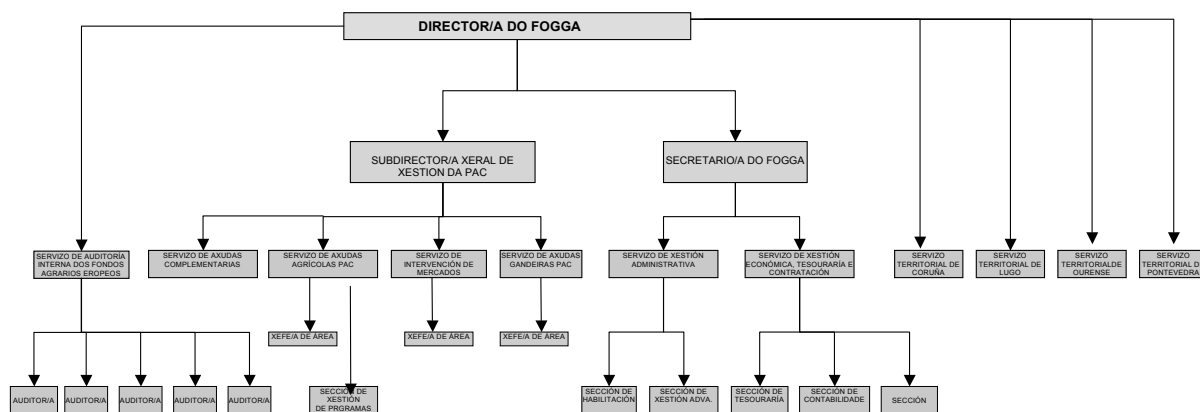 DIRECTOR/A DO FOGGA
SUBDIRECTOR/A XERAL DE
XESTION DA PAC
SECRETARIO/A DO FOGGA
SERVIZO DE AUDITORÍA
INTERNA DOS FONDOS
AGRARIOS EROPEOS
SERVIZO DE AXUDAS
COMPLEMENTARIAS
SERVIZO DE AXUDAS
AGRÍCOLAS PAC
SERVIZO DE
INTERVENCIÓN DE
MERCADOS
SERVIZO DE AXUDAS
GANDEIRAS PAC
SERVIZO DE XESTIÓN
ADMINISTRATIVA
SERVIZO DE XESTIÓN
ECONÓMICA, TESOURARÍA E
CONTRATACIÓN
SERVIZO
TERRITORIAL DE
CORUÑA
SERVIZO
TERRITORIAL DE
LUGO
SERVIZO
TERRITORIALDE
OURENSE
SERVIZO
TERRITORIAL DE
PONTEVEDRA
XEFE/A DE ÁREA
XEFE/A DE ÁREA
XEFE/A DE ÁREA
AUDITOR/A
AUDITOR/A
AUDITOR/A
AUDITOR/A
AUDITOR/A
SECCIÓN DE
XESTIÓN
DE PRGRAMAS
SECCIÓN DE
HABILITACIÓN
SECCIÓN DE
XESTIÓN ADVA.
SECCIÓN DE
TESOURARÍA
SECCIÓN DE
CONTABILIDADE
SECCIÓN